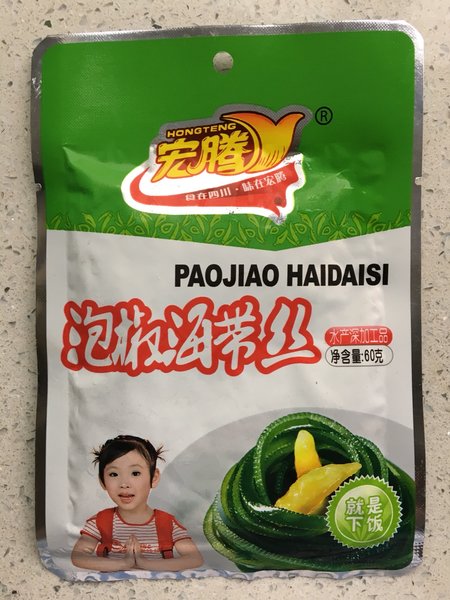 HONGTENG
宏腾
®
食在四川·味在宏腾
PAOJIAO HAIDAISI
泡椒海带丝
水产深加工品
净含量:60克
就是
下饭